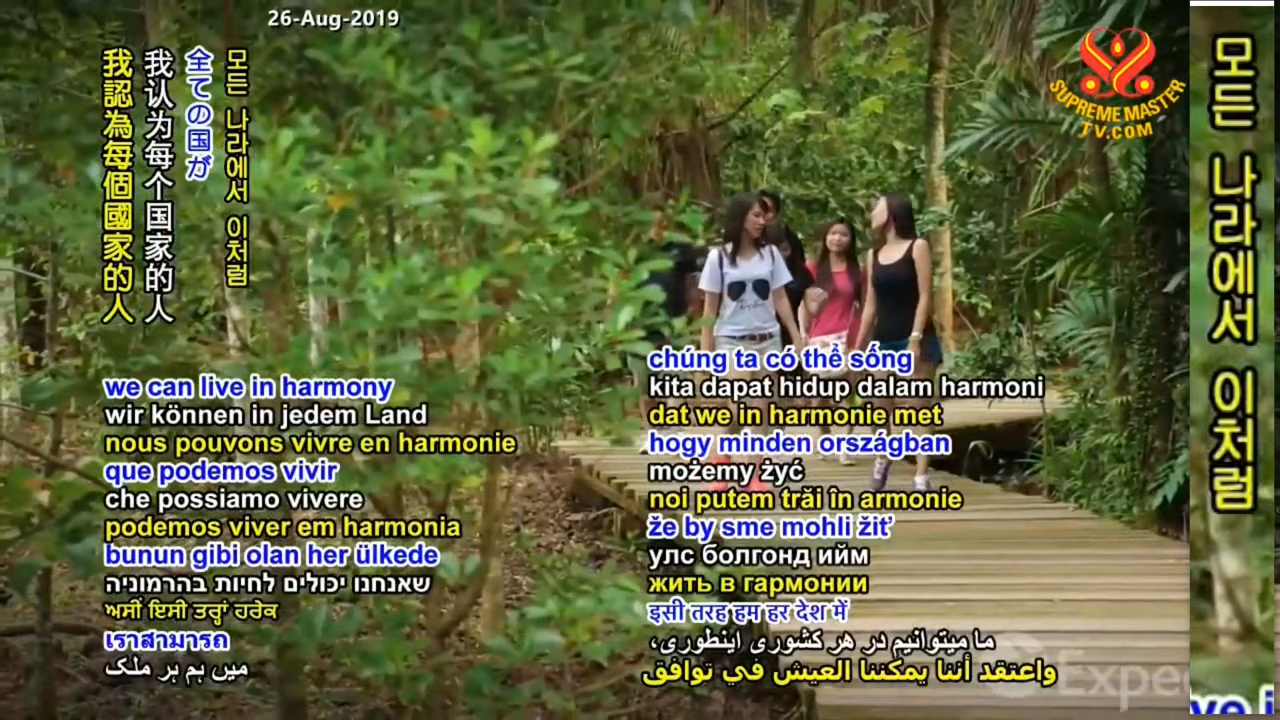 26-Aug-2019
SUPREME MASTER
TV.COM
모든 나라에서 이처럼
全ての国が
我认为每个国家的人
我認為每個國家的人
we can live in harmony
wir können in jedem Land
nous pouvons vivre en harmonie
que podemos vivir
che possiamo vivere
podemos viver em harmonia
bunun gibi olan her ülkede
שאנחנו יכולים לחיות בהרמוניה
ਅਸੀਂ ਇਸੀ ਤਰ੍ਹਾਂ ਹਰੇਕ
เราสามารถ
میں ہم ہر ملک
chúng ta có thể sống
kita dapat hidup dalam harmoni
dat we in harmonie met
hogy minden országban
możemy żyć
noi putem trăi în armonie
že by sme mohli žiť
улс болгонд ийм
жить в гармонии
इसी तरह हम हर देश में
ما میتوانیم در هر کشوری اینطوری،
واعتقد أننا يمكننا العيش في توافق
모든 나라에서 이처럼